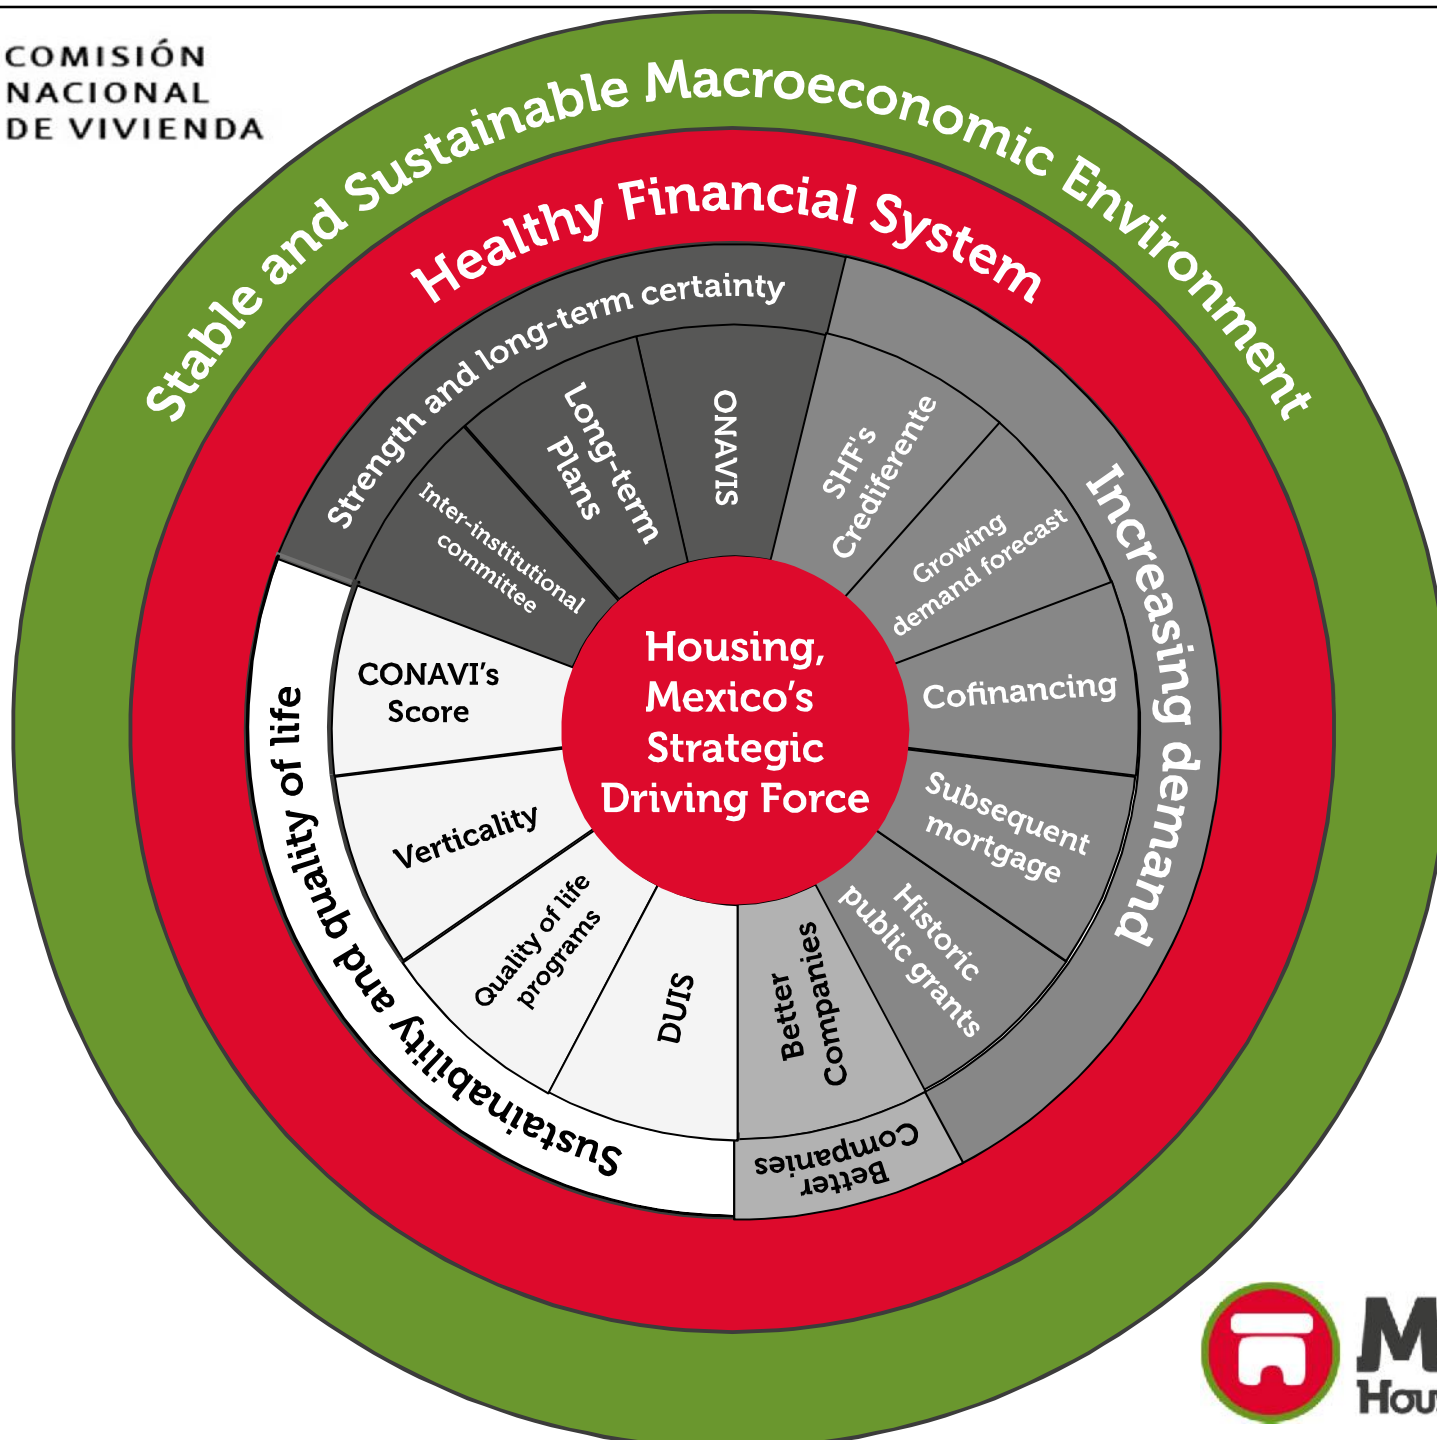 COMISIÓN
NACIONAL
DE VIVIENDA
Stable and Sustainable Macroeconomic Environment
Healthy Financial System
Strength and long-term certainty
Inter-institutional
committee
Long-term
Plans
ONAVIS
Increasing demand
SHF's
Crediferente
Growing
demand forecast
Cofinancing
Subsequent
mortgage
Historic
public grants
Better
Companies
Better
Companies
Sustainability and quality of life
DUIS
Quality of life
programs
Verticality
CONAVI's
Score
Housing,
Mexico's
Strategic
Driving Force